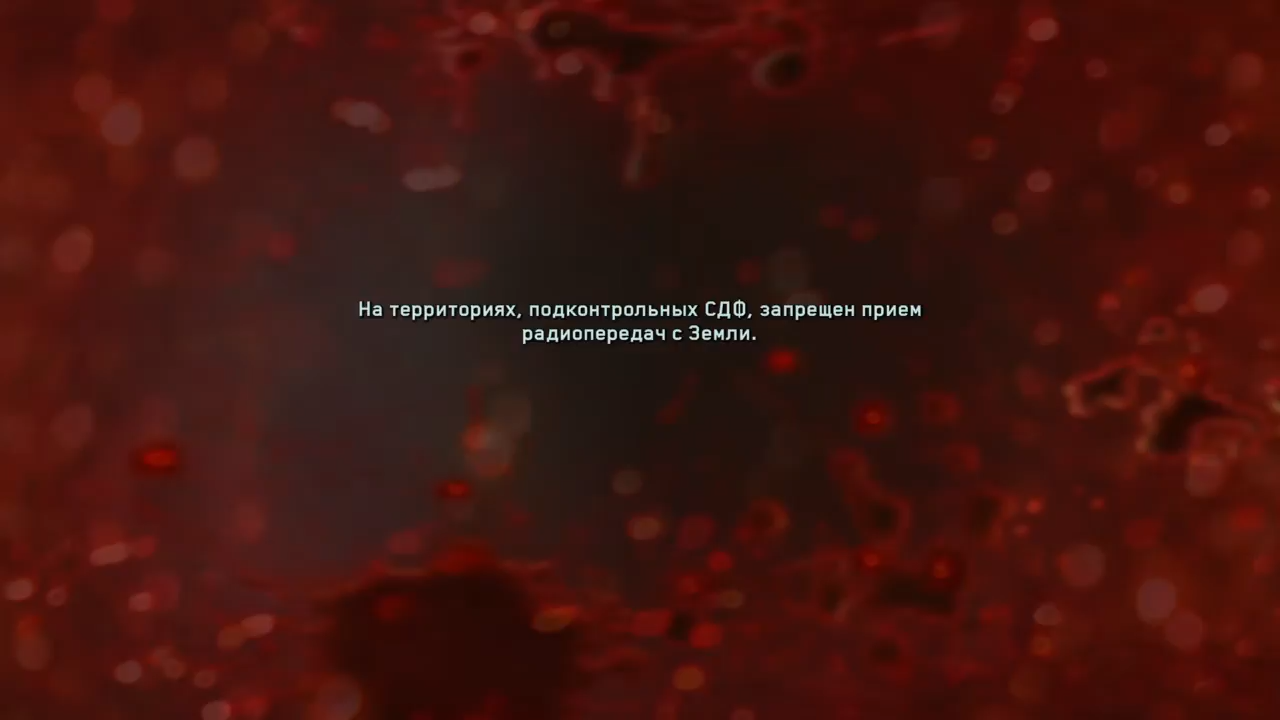 На территориях, подконтрольных СДФ, запрещен прием
радиопередач с Земли.